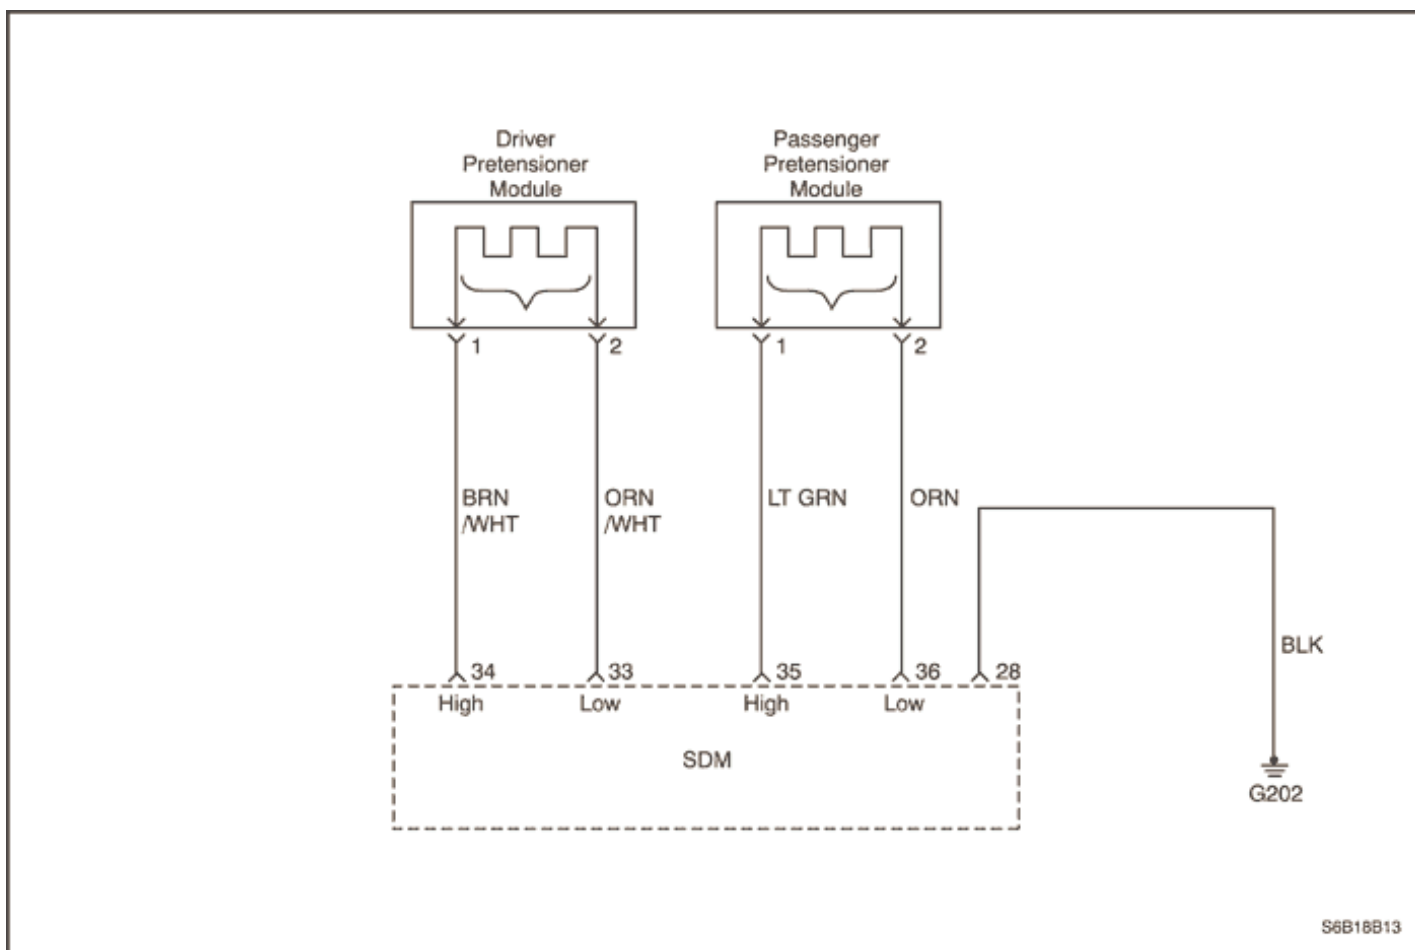 Driver
Pretensioner
Module
Passenger
Pretensioner
Module
1
2
1
2
BRN
/WHT
ORN
/WHT
LT GRN
ORN
BLK
34
33
35
36
28
High
Low
High
Low
SDM
G202
S6B18B13